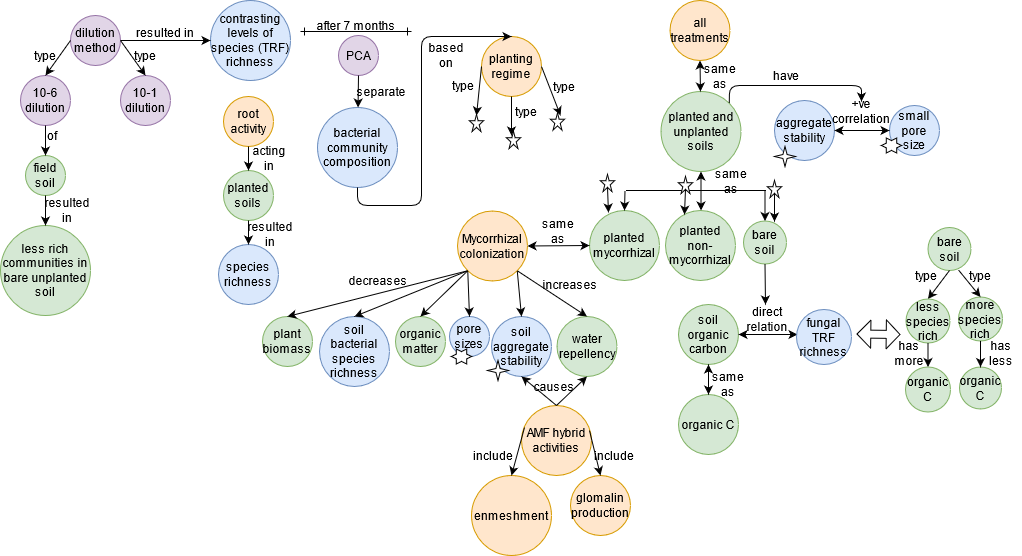 dilution
method
resulted in
contrasting
levels of
species (TRF)
richness
after 7 months
PCA
separate
bacterial
community
composition
based
on
planting
regime
type
type
type
all
treatments
same
as
have
planted and
unplanted
soils
+ve
correlation
aggregate
stability
small
pore
size
type
type
10-6
dilution
10-1
dilution
of
field
soil
resulted
in
less rich
communities in
bare unplanted
soil
root
activity
acting
in
planted
soils
resulted
in
species
richness
same
as
planted
mycorrhizal
planted
non-
mycorrhizal
bare
soil
same
as
Mycorrhizal
colonization
decreases
increases
plant
biomass
soil
bacterial
species
richness
organic
matter
pore
sizes
soil
aggregate
stability
water
repellency
causes
AMF hybrid
activities
include
include
enmeshment
glomalin
production
direct
relation
soil
organic
carbon
fungal
TRF
richness
same
as
organic C
bare
soil
type
type
less
species
rich
more
species
rich
has
more
has
less
organic
C
organic
C